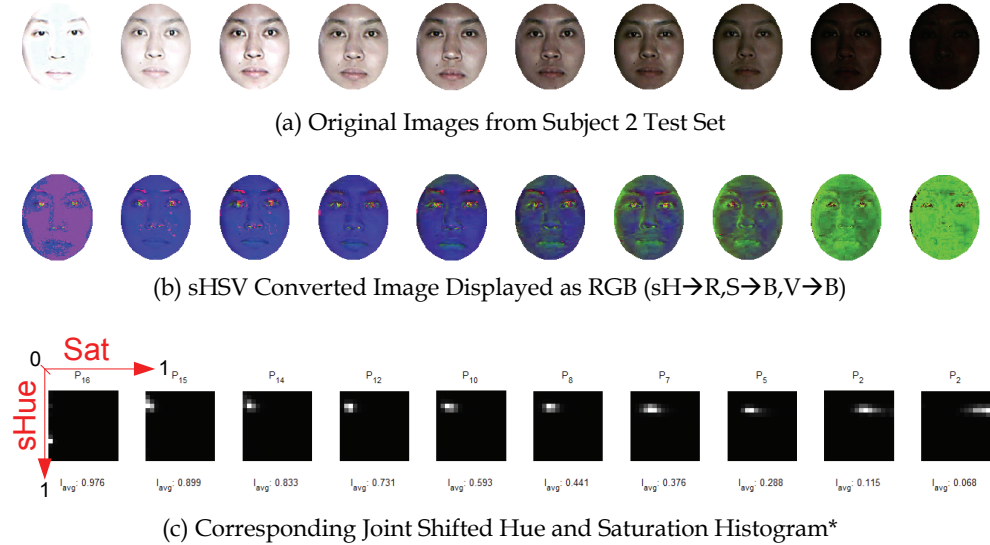 (a) Original Images from Subject 2 Test Set
(b) sHSV Converted Image Displayed as RGB (sH→R,S→B,V→B)
0 Sat 1
sHue
1
P16 P15 P14 P12 P10 P8 P7 P5 P2 P2
Iavg: 0.976 Iavg: 0.899 Iavg: 0.833 Iavg: 0.731 Iavg: 0.593 Iavg: 0.441 Iavg: 0.376 Iavg: 0.288 Iavg: 0.115 Iavg: 0.068
(c) Corresponding Joint Shifted Hue and Saturation Histogram*